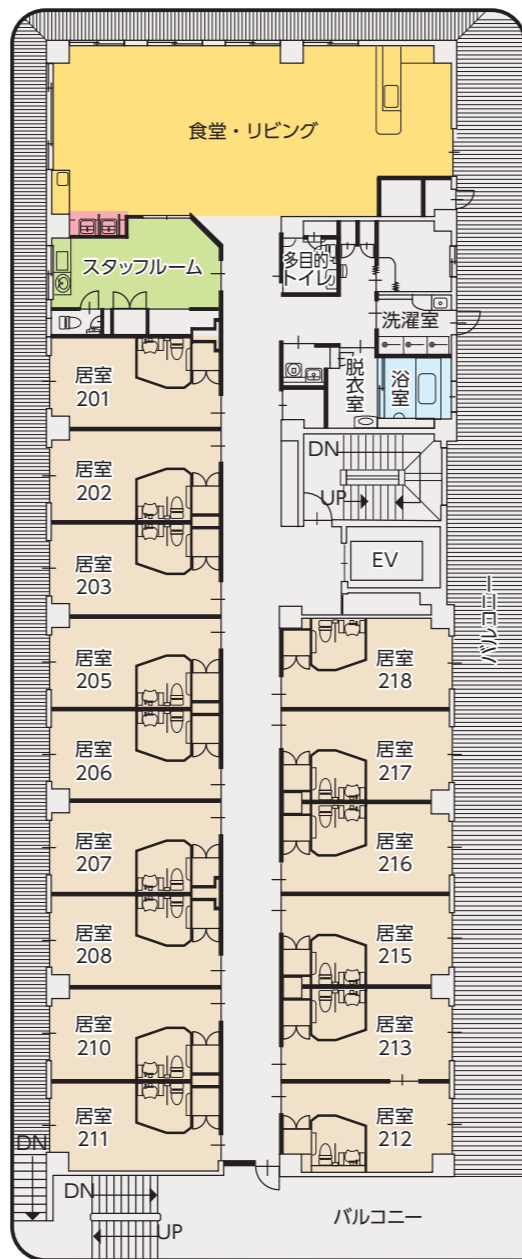 食堂・リビング
スタッフルーム
多目的
トイレ
洗濯室
脱衣室
浴室
DN
UP
EV
バルコニー
居室
201
居室
202
居室
203
居室
205
居室
206
居室
207
居室
208
居室
210
居室
211
居室
218
居室
217
居室
216
居室
215
居室
213
居室
212
DN
DN
UP
バルコニー